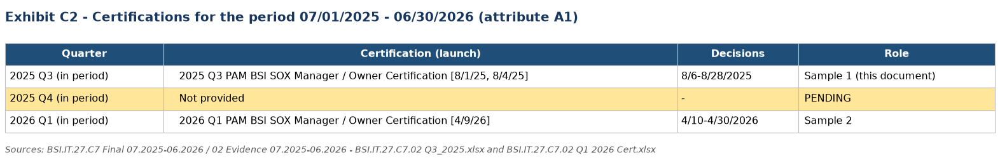 Exhibit C2 - Certifications for the period 07/01/2025 - 06/30/2026 (attribute A1)
Quarter Certification (launch) Decisions Role
2025 Q3 (in period) 2025 Q3 PAM BSI SOX Manager / Owner Certification [8/1/25, 8/4/25] 8/6-8/28/2025 Sample 1 (this document)
2025 Q4 (in period) Not provided - PENDING
2026 Q1 (in period) 2026 Q1 PAM BSI SOX Manager / Owner Certification [4/9/26] 4/10-4/30/2026 Sample 2
Sources: BSI.IT.27.C7 Final 07.2025-06.2026 / 02 Evidence 07.2025-06.2026 - BSI.IT.27.C7.02 Q3_2025.xlsx and BSI.IT.27.C7.02 Q1 2026 Cert.xlsx